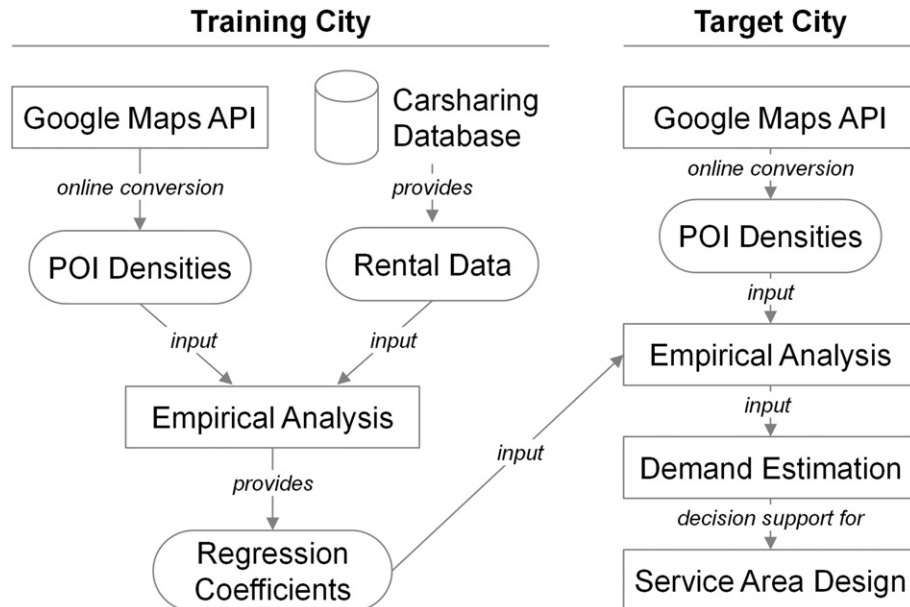 Training City
Google Maps API
Carsharing
Database
online conversion
provides
POI Densities
Rental Data
input
input
Empirical Analysis
provides
Regression
Coefficients
input
Target City
Google Maps API
online conversion
POI Densities
input
Empirical Analysis
input
Demand Estimation
decision support for
Service Area Design